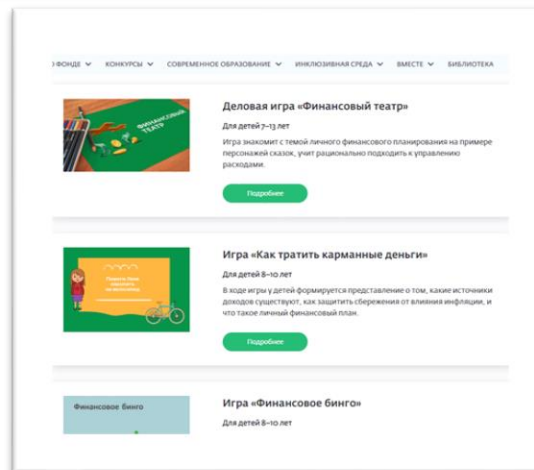 О ФОНДЕ КОНКУРСЫ СОВРЕМЕННОЕ ОБРАЗОВАНИЕ ИНКЛЮЗИВНАЯ СРЕДА ВМЕСТЕ БИБЛИОТЕКА
ФИНАНСОВЫЙ
ТЕАТР
Деловая игра «Финансовый театр»
Для детей 7–13 лет
Игра знакомит с темой личного финансового планирования на примере
персонажей сказок, учит рационально подходить к управлению
расходами.
Подробнее
Игра «Как тратить карманные деньги»
Для детей 8–10 лет
В ходе игры у детей формируется представление о том, какие источники
доходов существуют, как защитить сбережения от влияния инфляции, и
что такое личный финансовый план.
Подробнее
Финансовое бинго
Игра «Финансовое бинго»
Для детей 8–10 лет